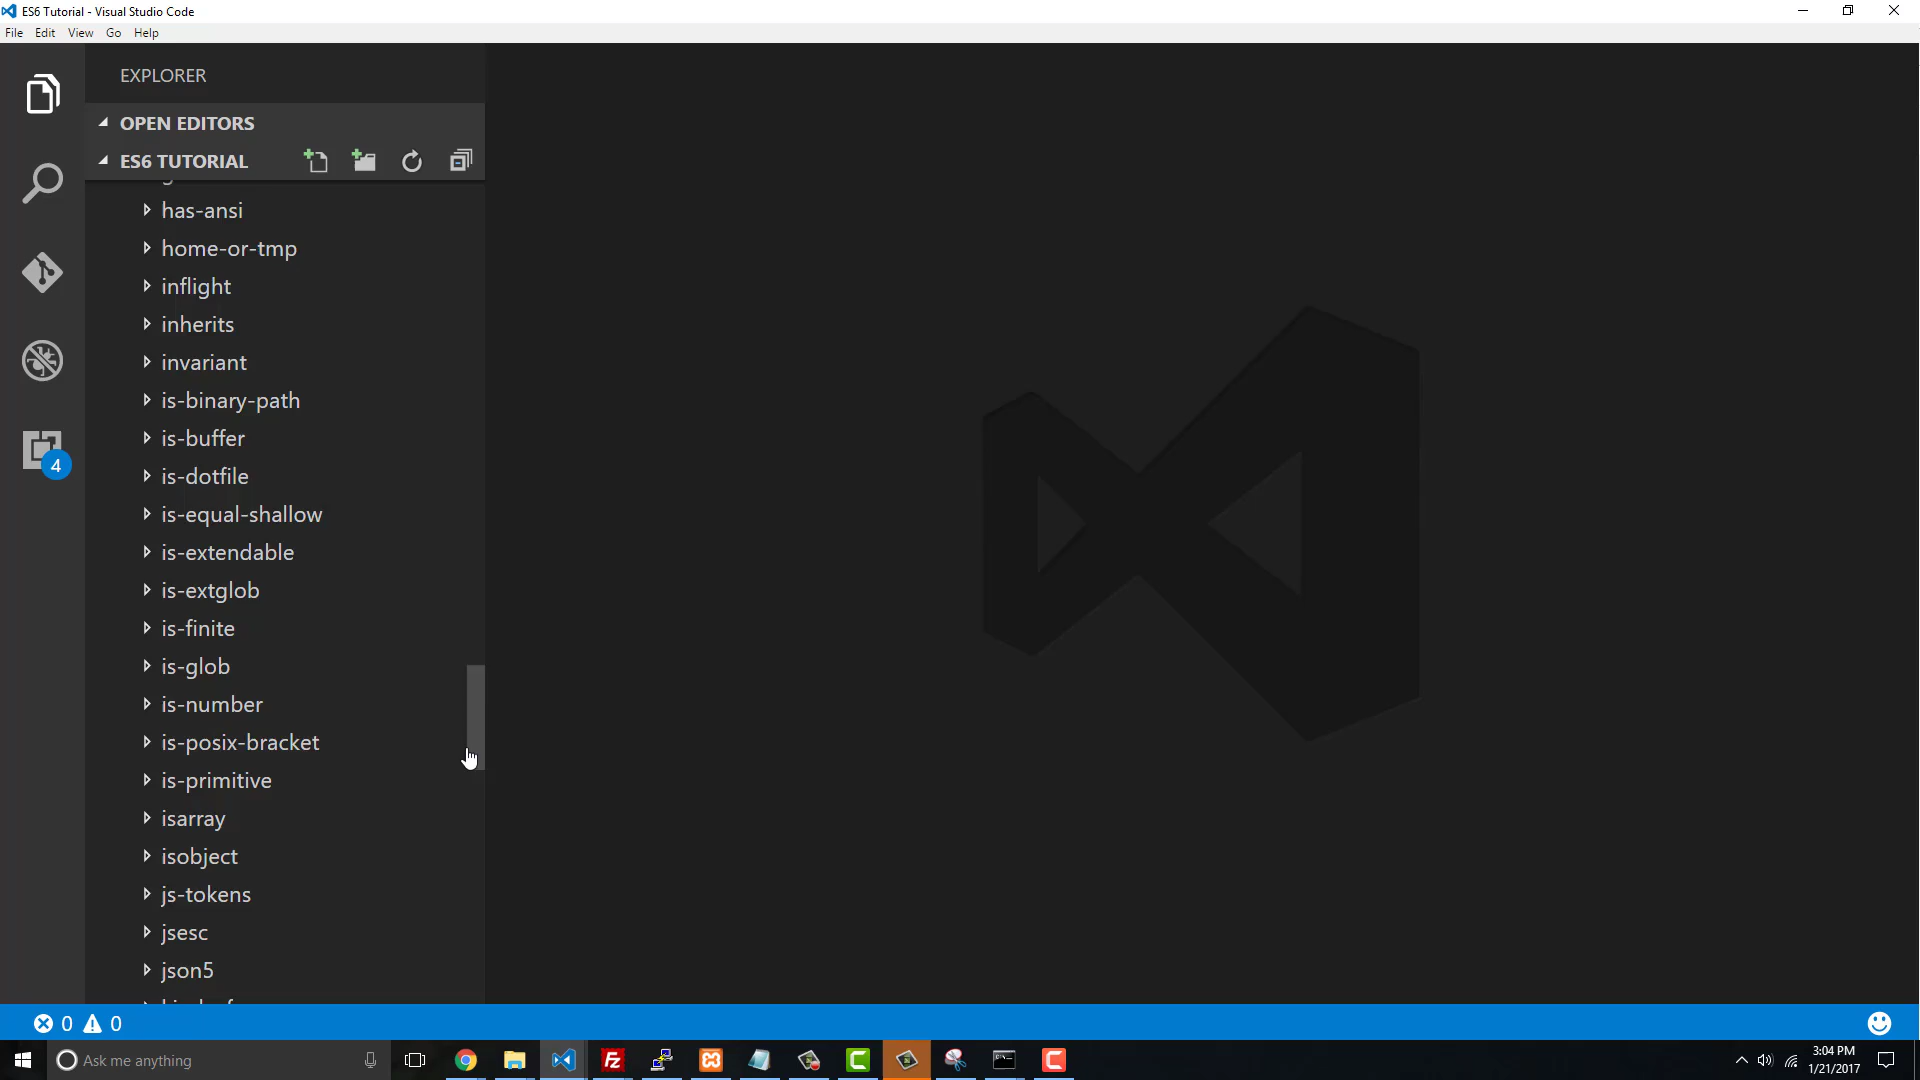 ES6 Tutorial - Visual Studio Code
File Edit View Go Help
EXPLORER
OPEN EDITORS
ES6 TUTORIAL
has-ansi
home-or-tmp
inflight
inherits
invariant
is-binary-path
is-buffer
is-dotfile
is-equal-shallow
is-extendable
is-extglob
is-finite
is-glob
is-number
is-posix-bracket
is-primitive
isarray
isobject
js-tokens
jsesc
json5
4
0 0
Ask me anything
3:04 PM
1/21/2017